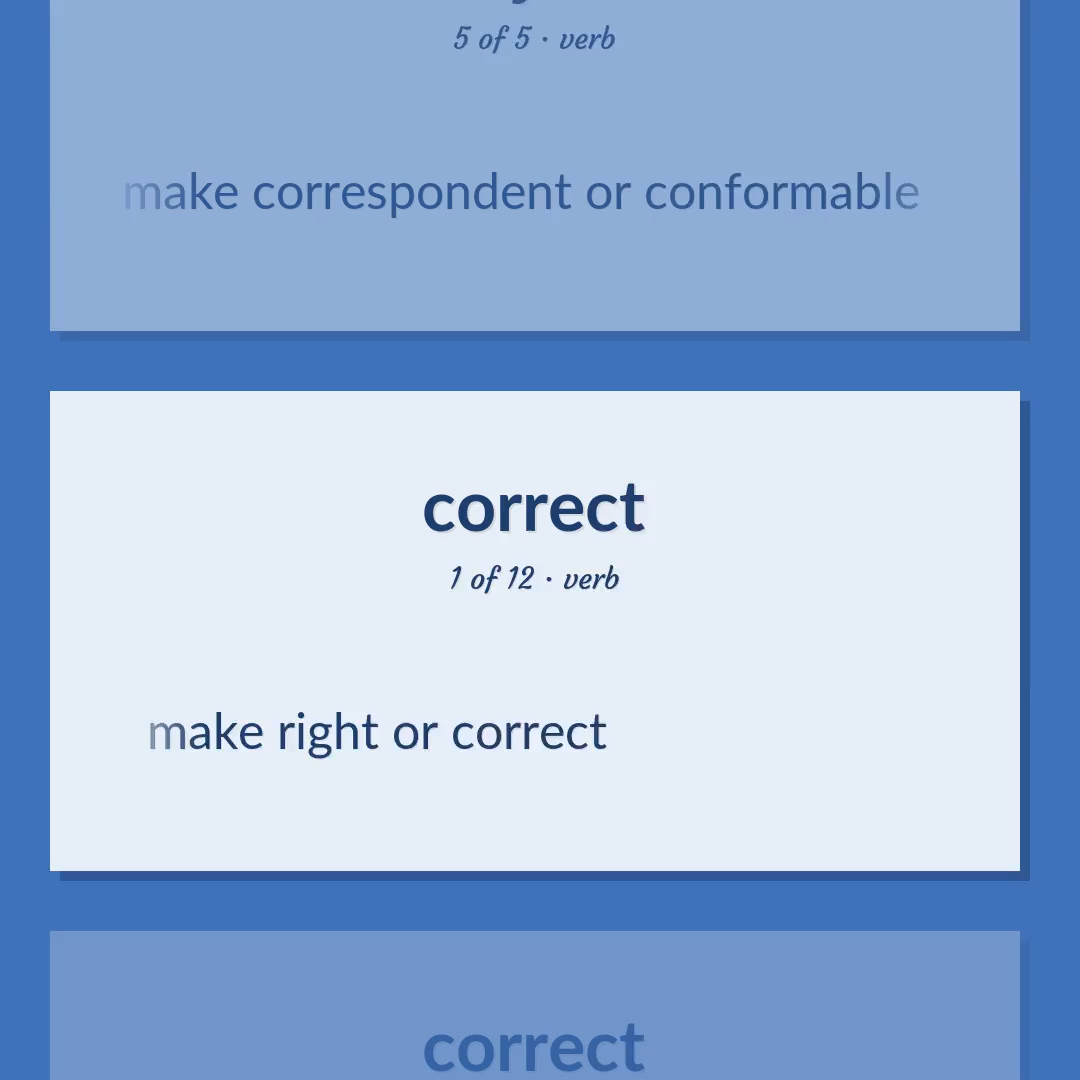 5 of 5 · verb
make correspondent or conformable
correct
1 of 12 · verb
make right or correct
correct